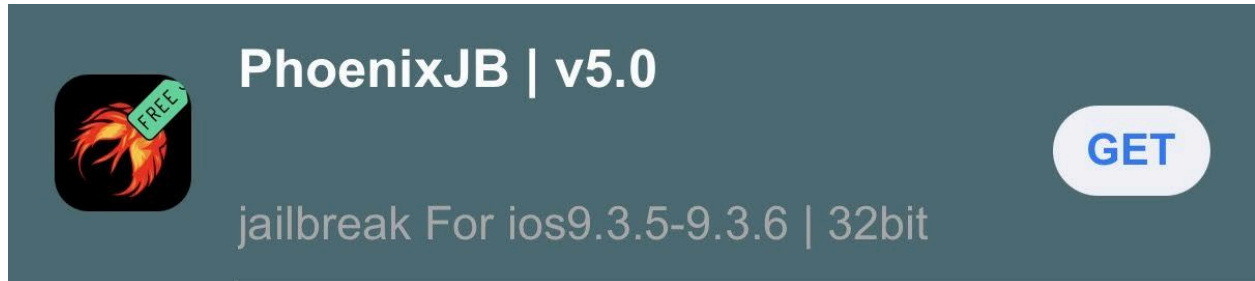 PhoenixJB | v5.0
FREE
GET
jailbreak For ios9.3.5-9.3.6 | 32bit